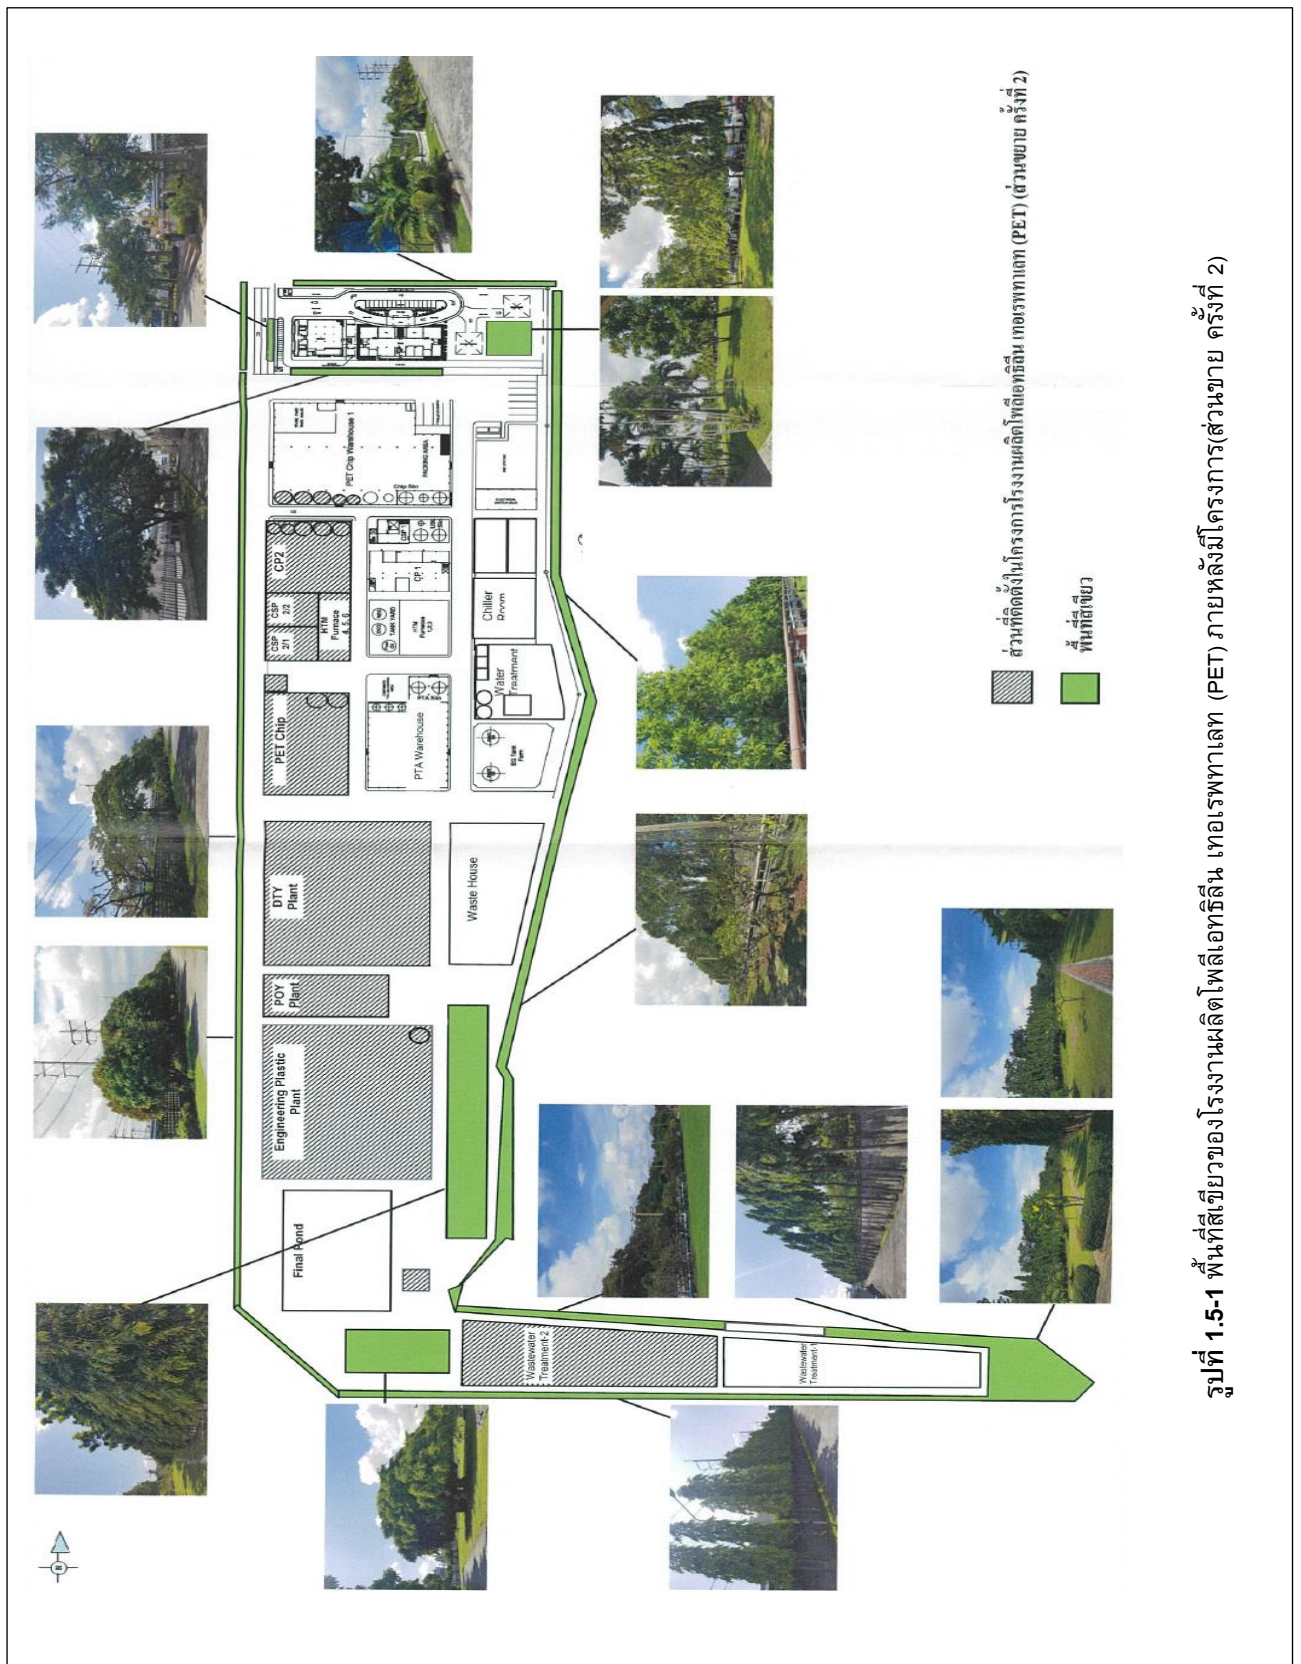 N
PET Chip Warehouse 1
PACKING AREA
Chip Silo
CP2
CSP
2/2
CSP
2/1
HTM
Furnace
4, 5, 6
CP 1
TANK YARD
HTM
Furnace
1,2,3
Chiller
Room
Water
Treatment
PET Chip
PTA Silo
PTA Warehouse
EG Tank
Farm
DTY
Plant
Waste House
POY
Plant
Engineering Plastic
Plant
Final Pond
Wastewater
Treatment-2
Wastewater
Treatment-1
ส่วนที่ติดตั้งในโครงการโรงงานผลิตโพลีเอทธิลีน เทอเรพทาเลท (PET) (ส่วนขยาย ครั้งที่ 2)
พื้นที่สีเขียว
รูปที่ 1.5-1 พื้นที่สีเขียวของโรงงานผลิตโพลีเอทธิลีน เทอเรพทาเลท (PET) ภายหลังมีโครงการ(ส่วนขาย ครั้งที่ 2)